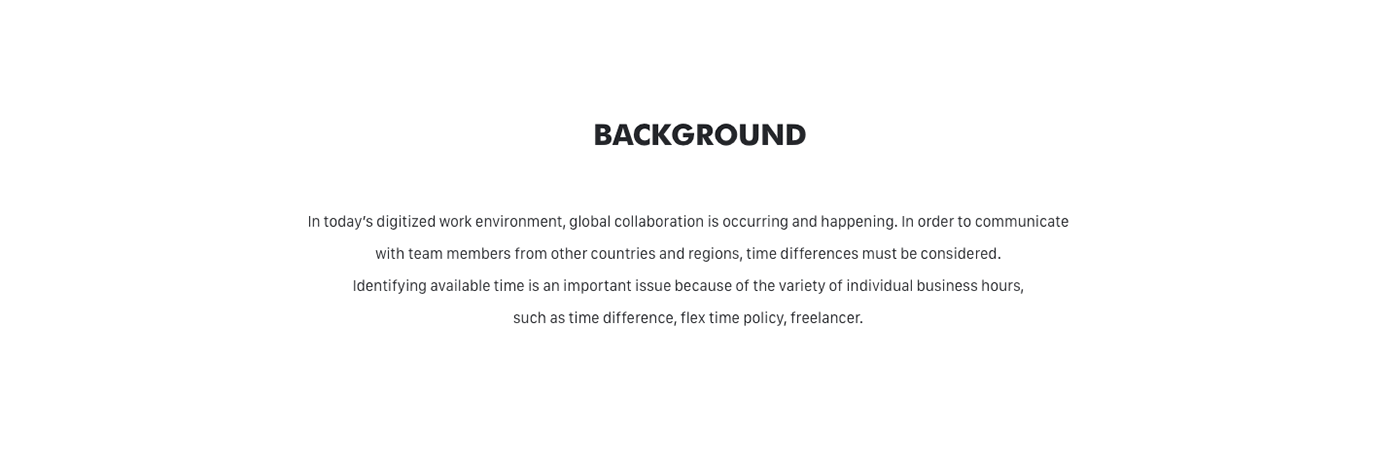 BACKGROUND
In today's digitized work environment, global collaboration is occurring and happening. In order to communicate
with team members from other countries and regions, time differences must be considered.
Identifying available time is an important issue because of the variety of individual business hours,
such as time difference, flex time policy, freelancer.